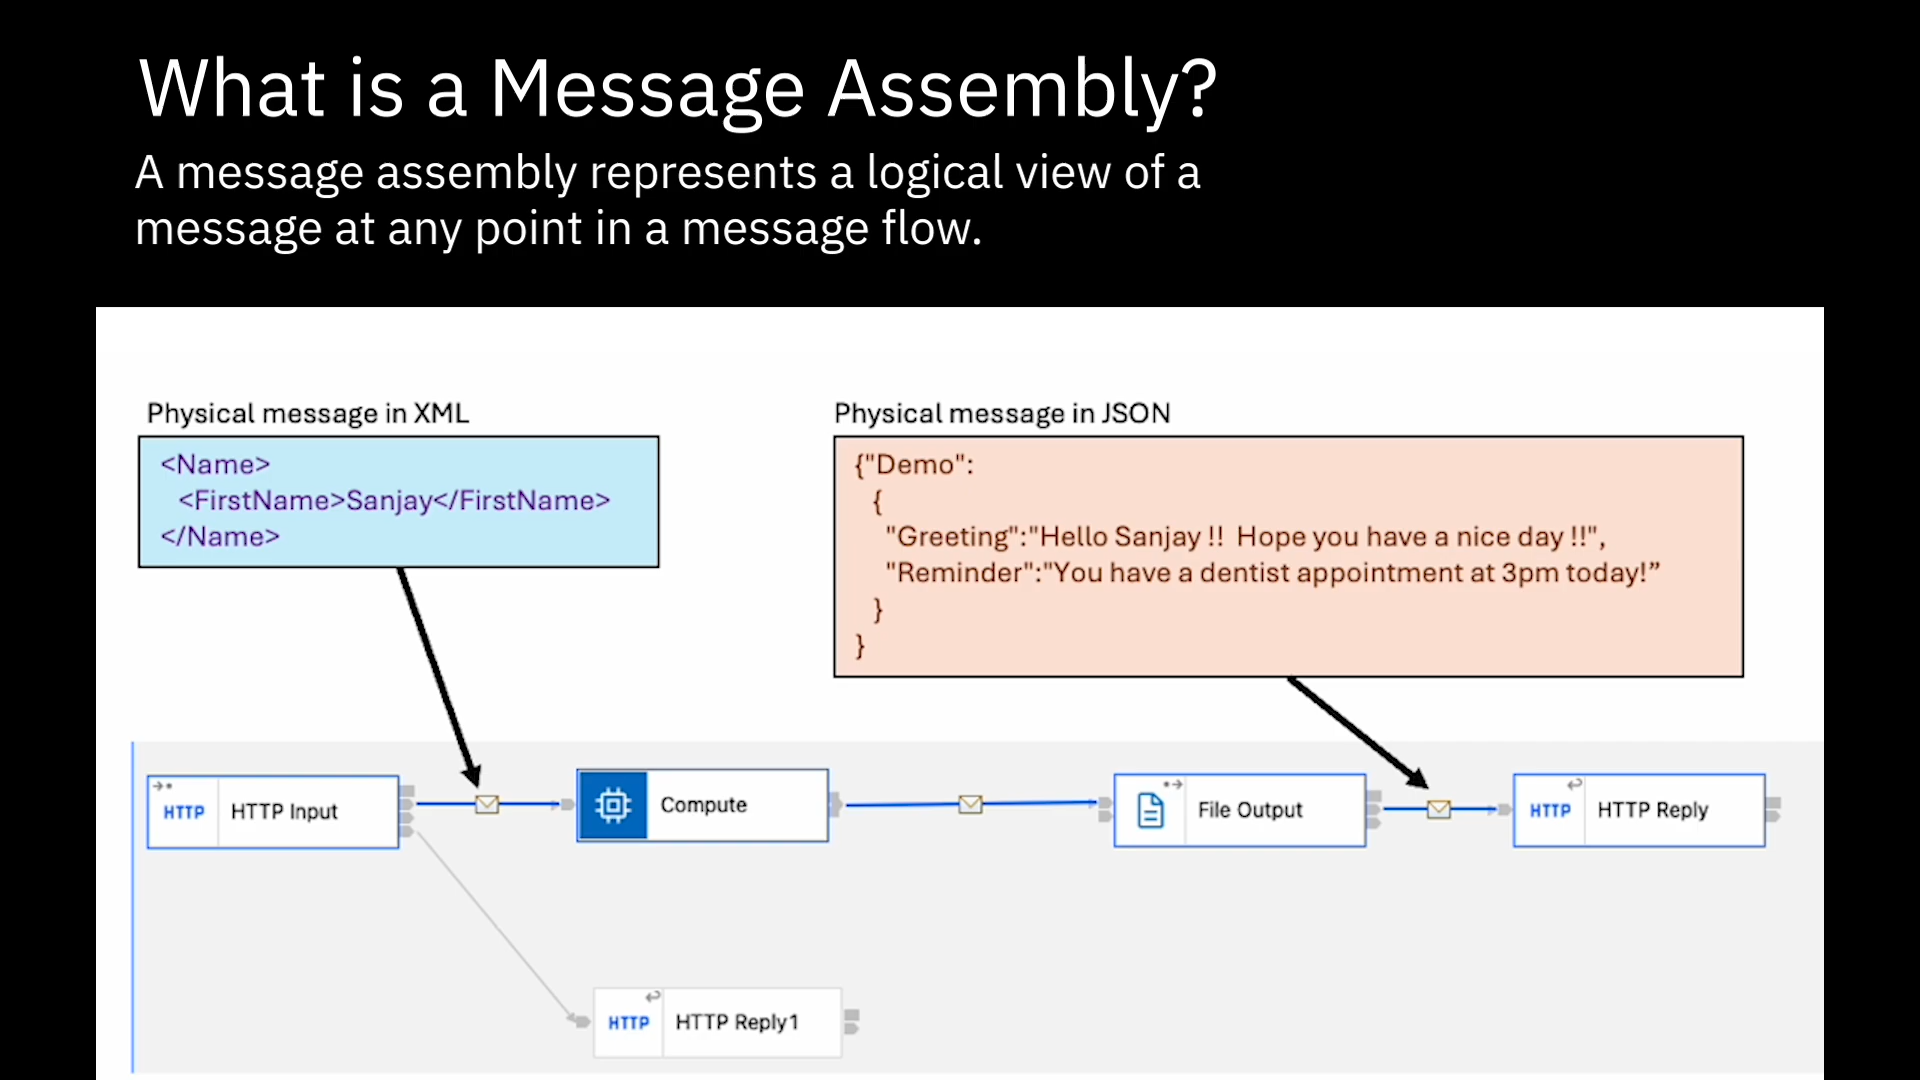 What is a Message Assembly?
A message assembly represents a logical view of a
message at any point in a message flow.
Physical message in XML
<Name>
<FirstName>Sanjay</FirstName>
</Name>
Physical message in JSON
{"Demo":
{
"Greeting":"Hello Sanjay !!  Hope you have a nice day !!",
"Reminder":"You have a dentist appointment at 3pm today!”
}
}
HTTP HTTP Input
Compute
File Output
HTTP HTTP Reply
HTTP HTTP Reply1